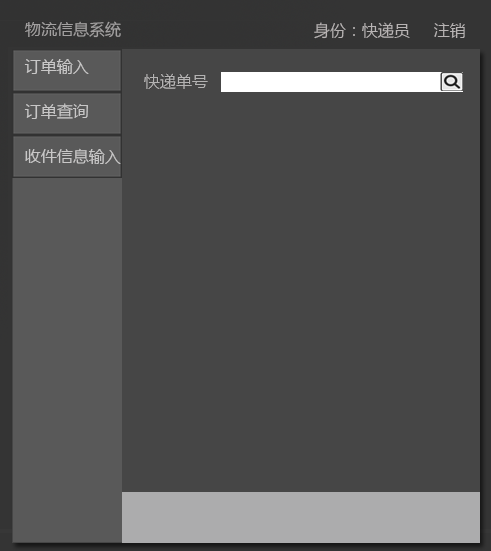 物流信息系统
身份：快递员 注销
订单输入
快递单号
订单查询
收件信息输入